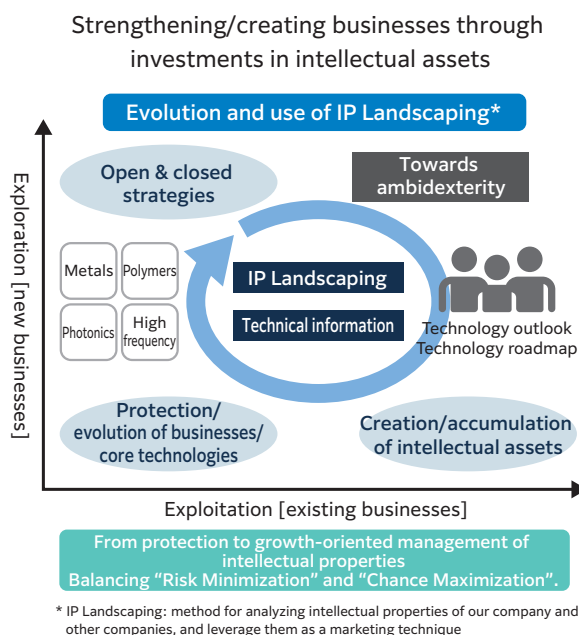 Strengthening/creating businesses through
investments in intellectual assets
Evolution and use of IP Landscaping*
Open & closed
strategies
Towards
ambidexterity
Exploration [new businesses]
Metals
Polymers
Photonics
High
frequency
IP Landscaping
Technical information
Technology outlook
Technology roadmap
Protection/
evolution of businesses/
core technologies
Creation/accumulation
of intellectual assets
Exploitation [existing businesses]
From protection to growth-oriented management of
intellectual properties
Balancing “Risk Minimization” and “Chance Maximization”.
* IP Landscaping: method for analyzing intellectual properties of our company and
other companies, and leverage them as a marketing technique